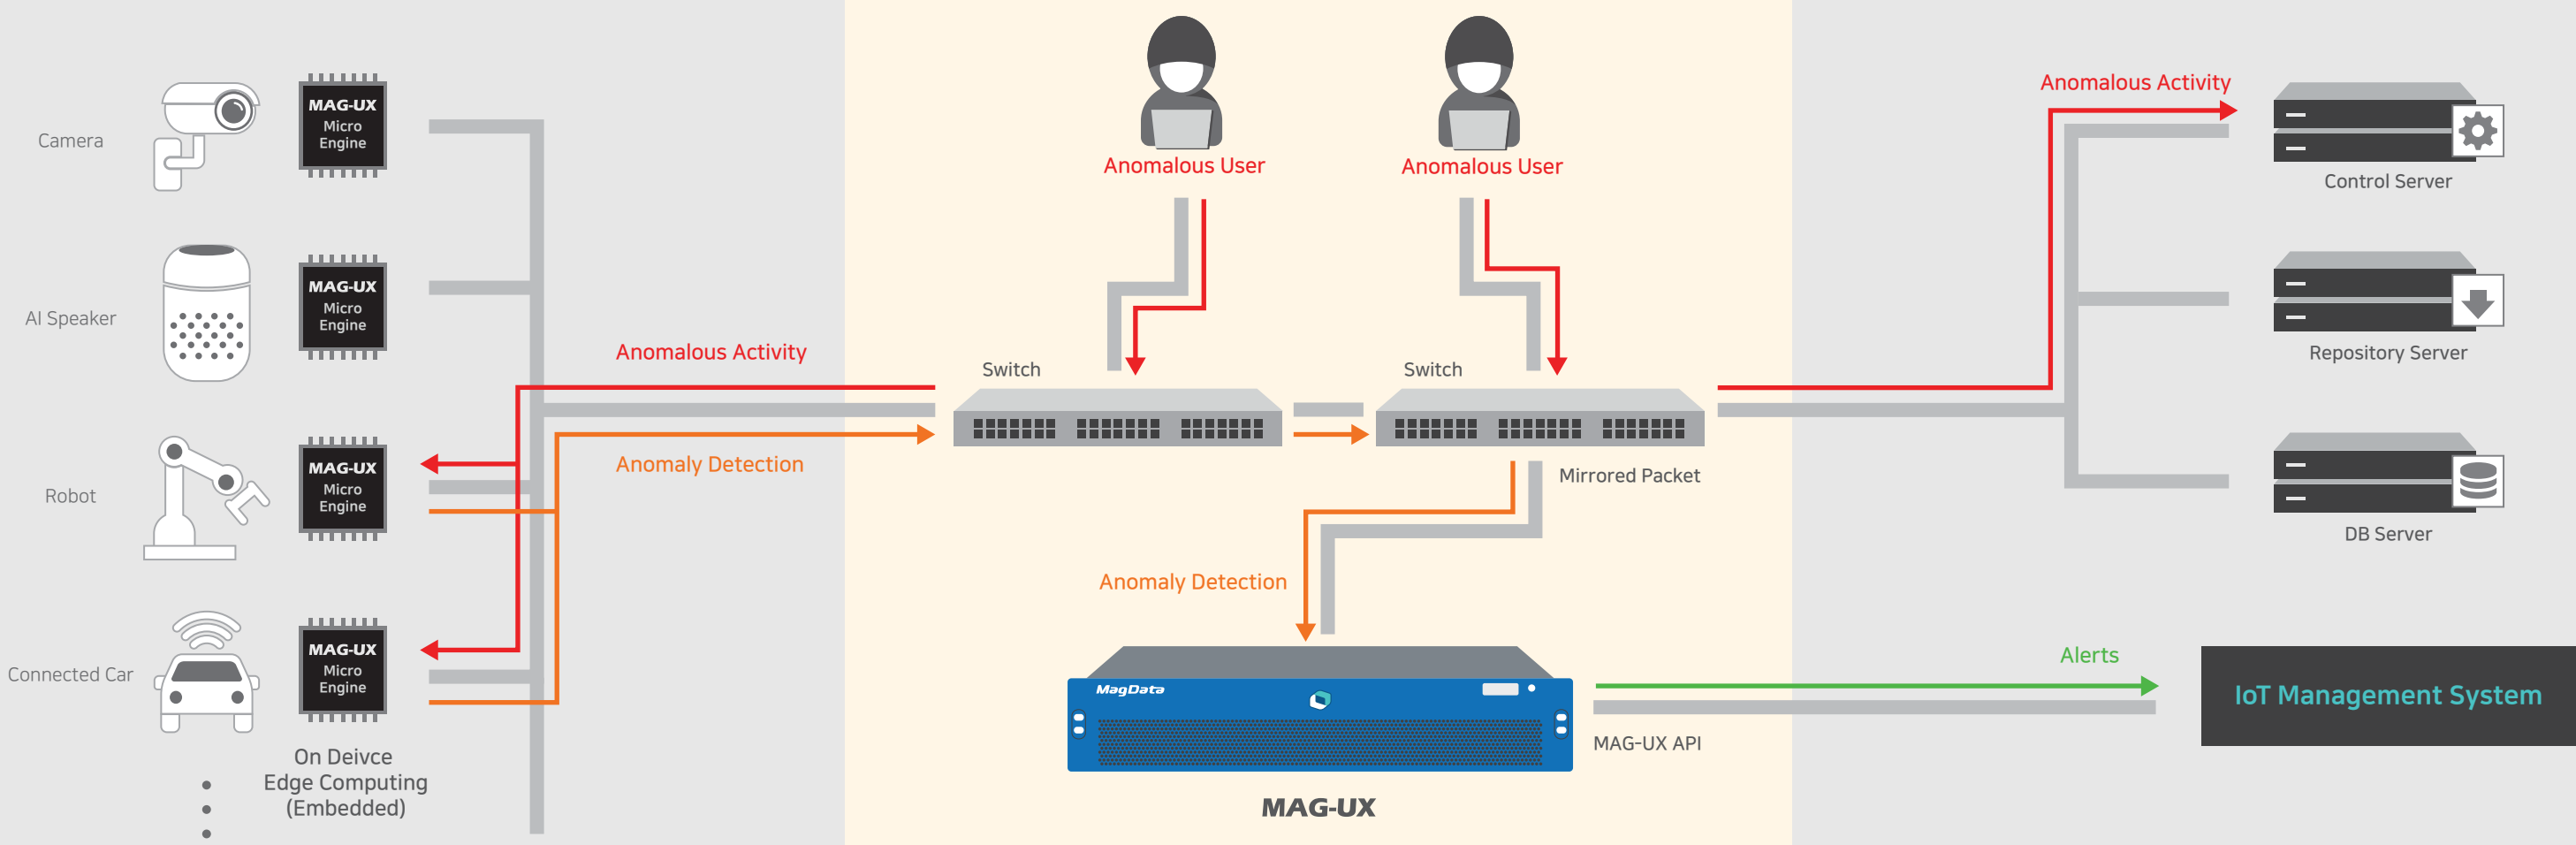 Camera
MAG-UX
Micro
Engine
AI Speaker
MAG-UX
Micro
Engine
Robot
MAG-UX
Micro
Engine
Connected Car
MAG-UX
Micro
Engine
On Deivce
Edge Computing
(Embedded)
Anomalous Activity
Anomaly Detection
Anomalous User
Anomalous User
Switch
Switch
Mirrored Packet
Anomaly Detection
MagData
MAG-UX
MAG-UX API
Anomalous Activity
Control Server
Repository Server
DB Server
Alerts
IoT Management System